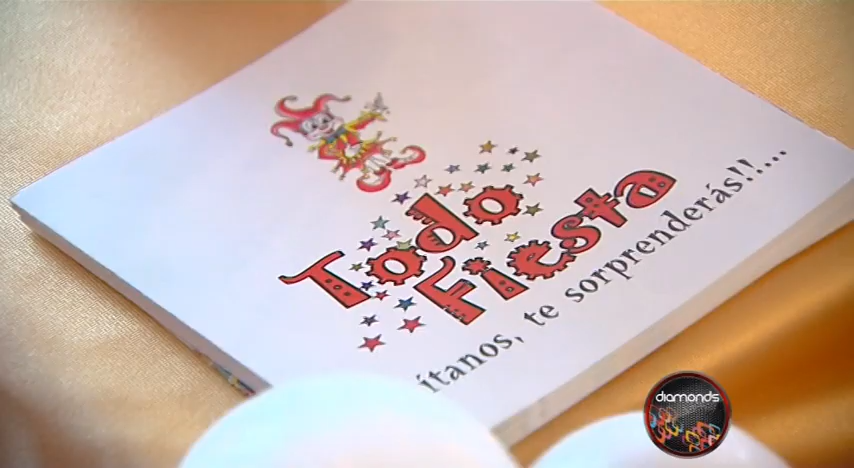 Todo
Fiesta
ítanos, te sorprenderás!!....
diamonds